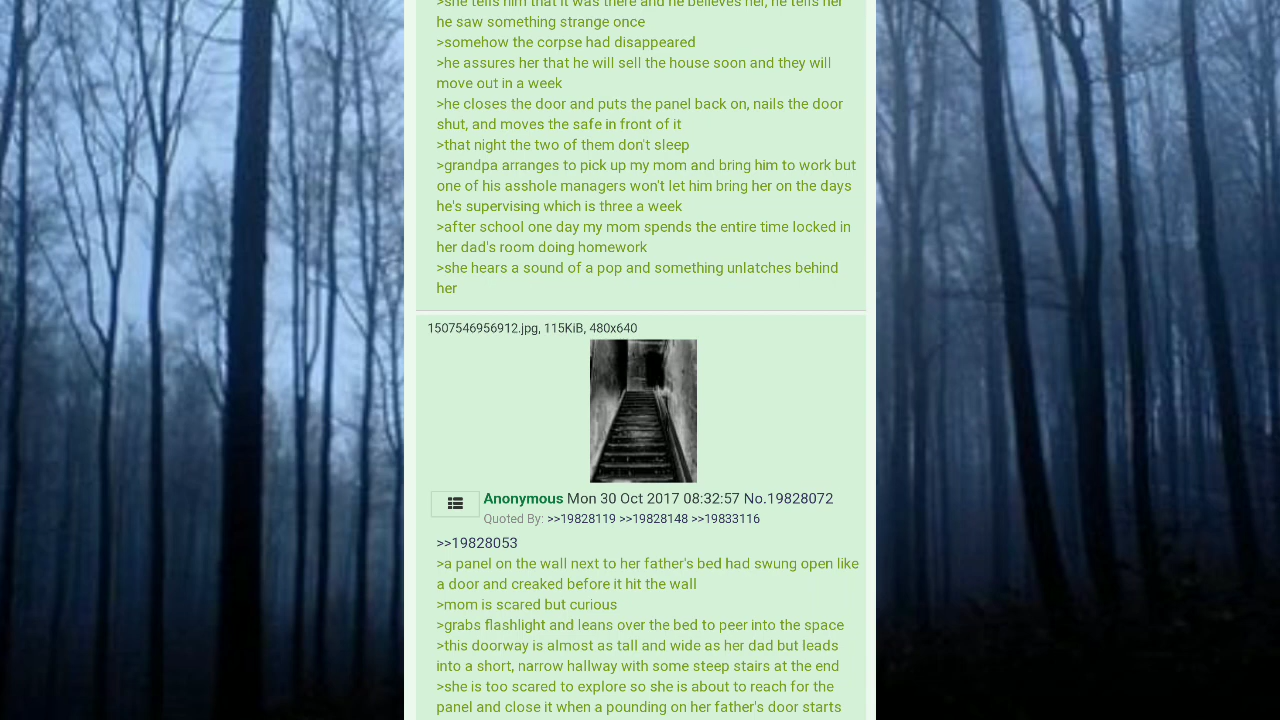 >she tells him that it was there and he believes her, he tells her
he saw something strange once
>somehow the corpse had disappeared
>he assures her that he will sell the house soon and they will
move out in a week
>he closes the door and puts the panel back on, nails the door
shut, and moves the safe in front of it
>that night the two of them don't sleep
>grandpa arranges to pick up my mom and bring him to work but
one of his asshole managers won't let him bring her on the days
he's supervising which is three a week
>after school one day my mom spends the entire time locked in
her dad's room doing homework
>she hears a sound of a pop and something unlatches behind
her
1507546956912.jpg, 115KiB, 480x640
Anonymous Mon 30 Oct 2017 08:32:57 No.19828072
Quoted By: >>19828119 >>19828148 >>19833116
>>19828053
>a panel on the wall next to her father's bed had swung open like
a door and creaked before it hit the wall
>mom is scared but curious
>grabs flashlight and leans over the bed to peer into the space
>this doorway is almost as tall and wide as her dad but leads
into a short, narrow hallway with some steep stairs at the end
>she is too scared to explore so she is about to reach for the
panel and close it when a pounding on her father's door starts